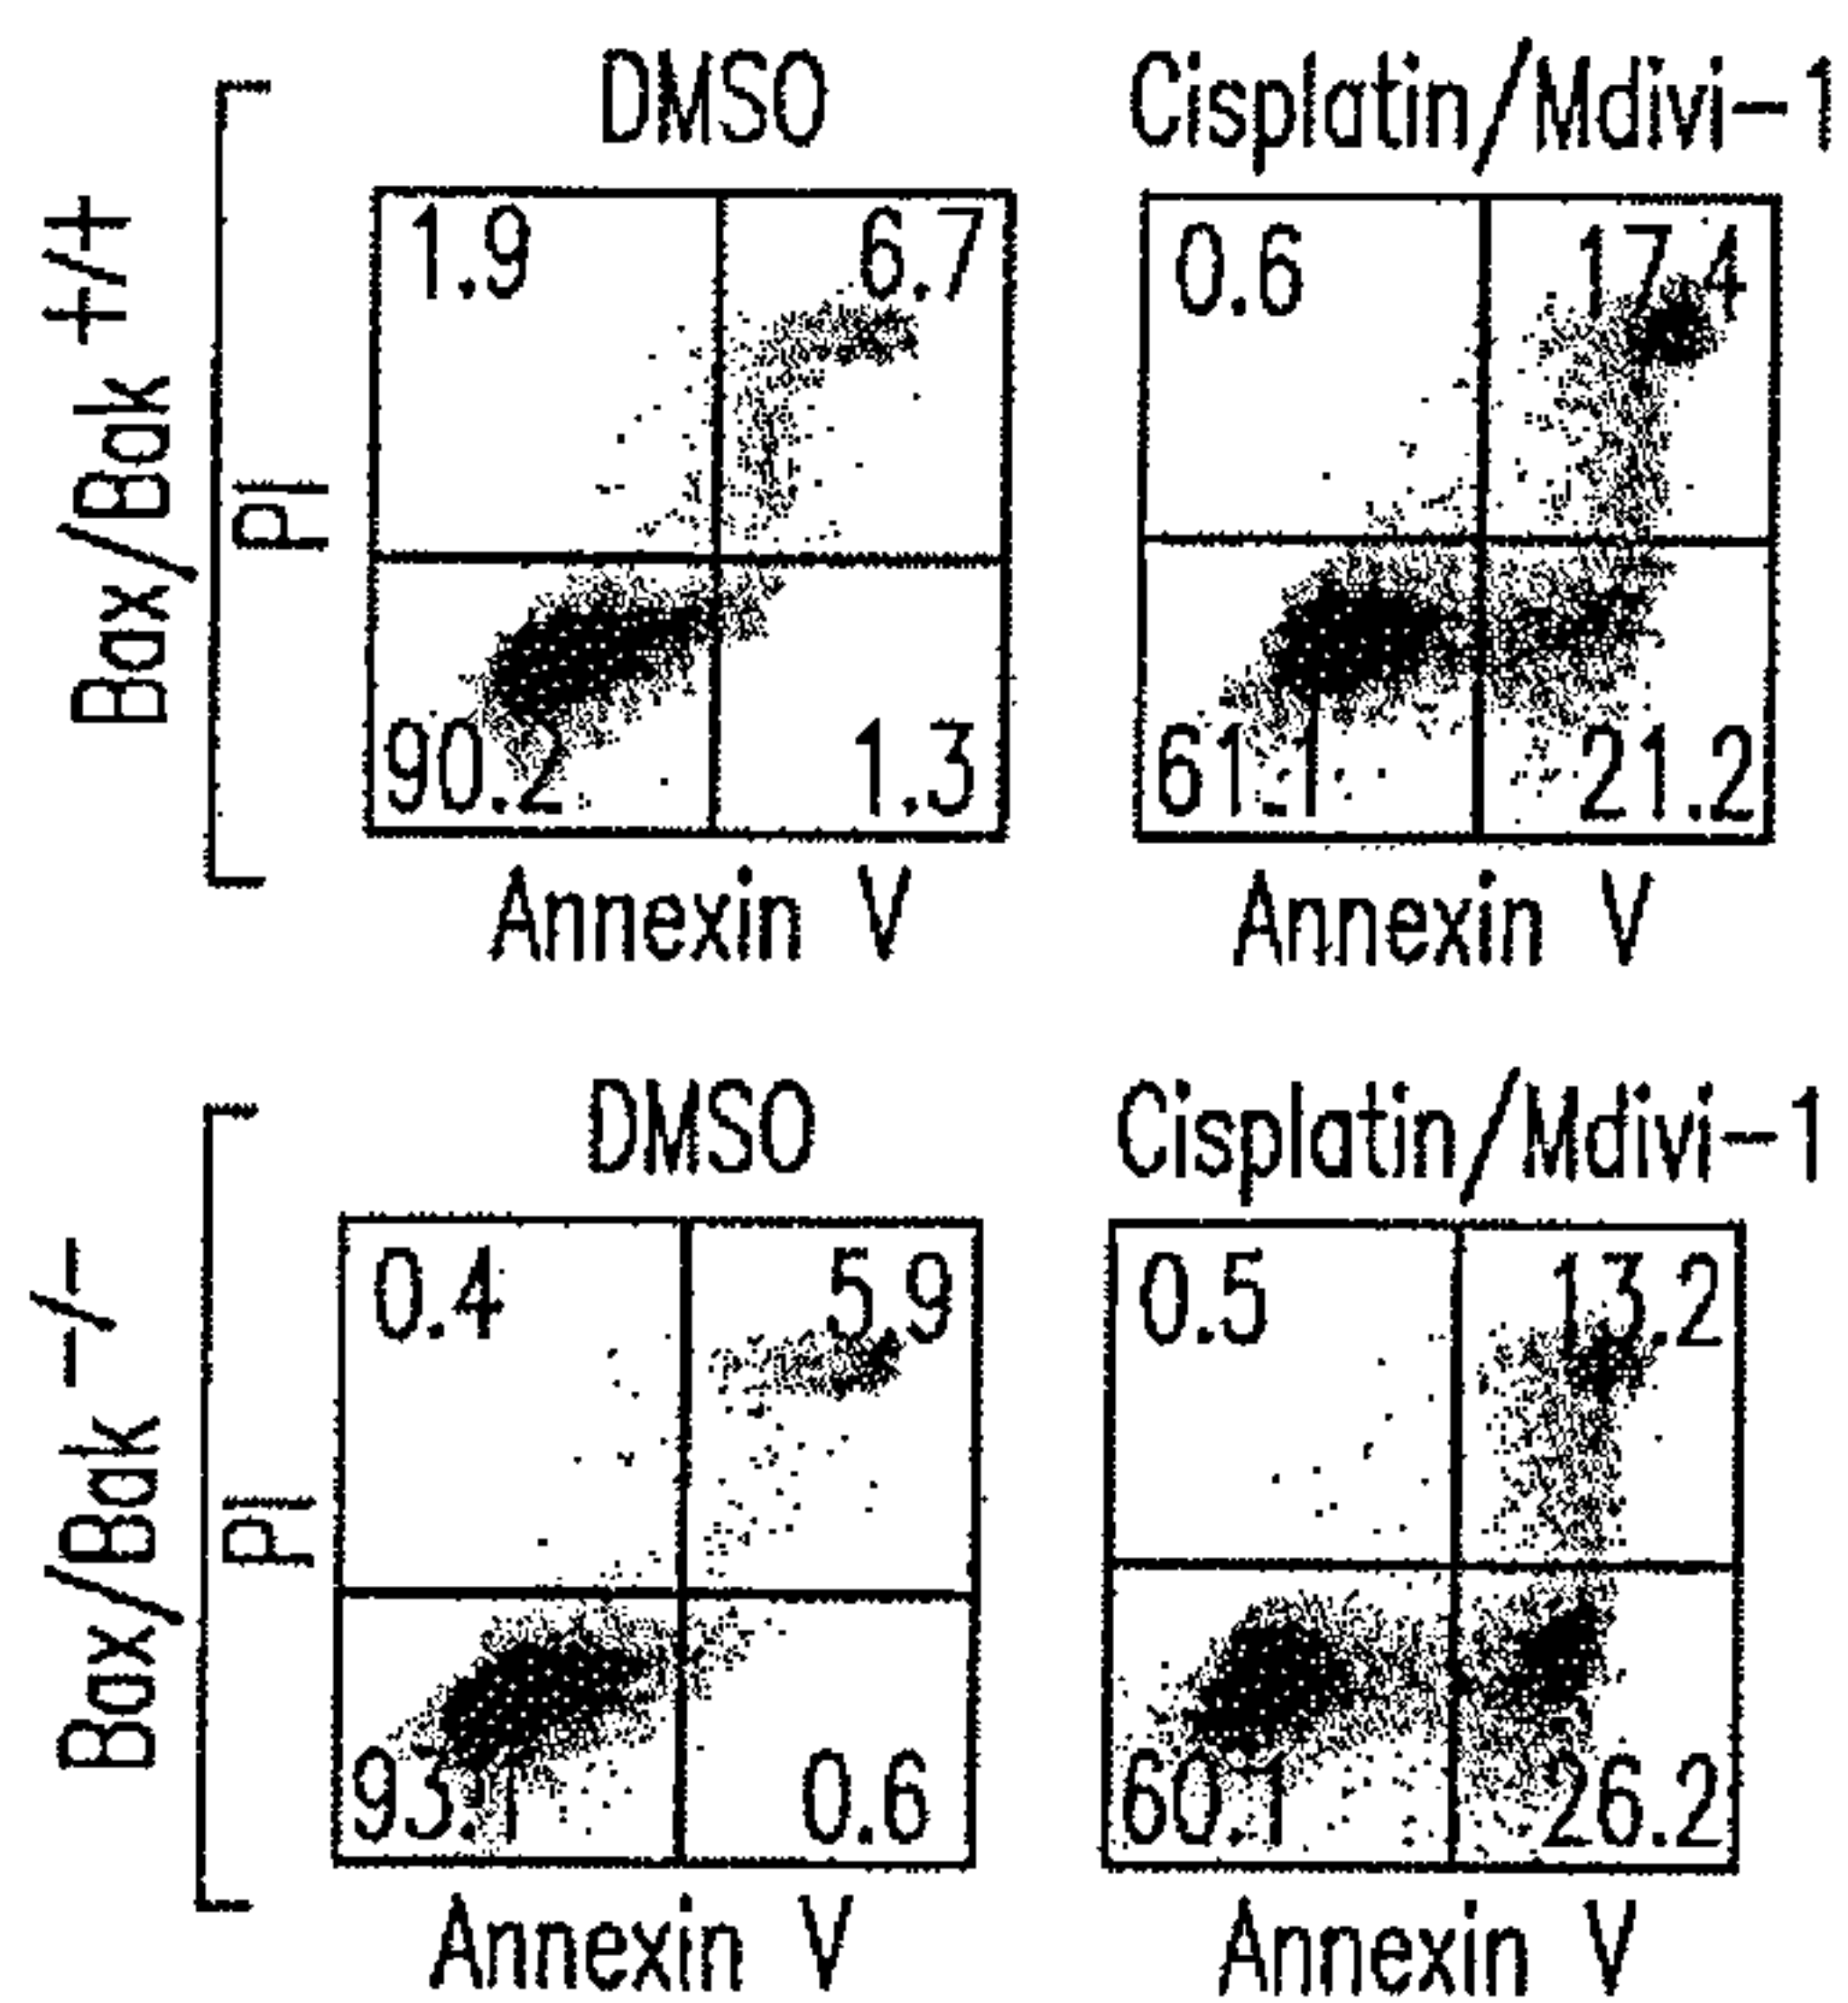 DMSO
Cisplatin/Mdivi-1
Bax/Bak +/+
PI
1.9
6.7
90.2
1.3
0.6
17.4
61.1
21.2
Annexin V
Annexin V
DMSO
Cisplatin/Mdivi-1
Bax/Bak -/-
PI
0.4
5.9
93.1
0.6
0.5
13.2
60.1
26.2
Annexin V
Annexin V